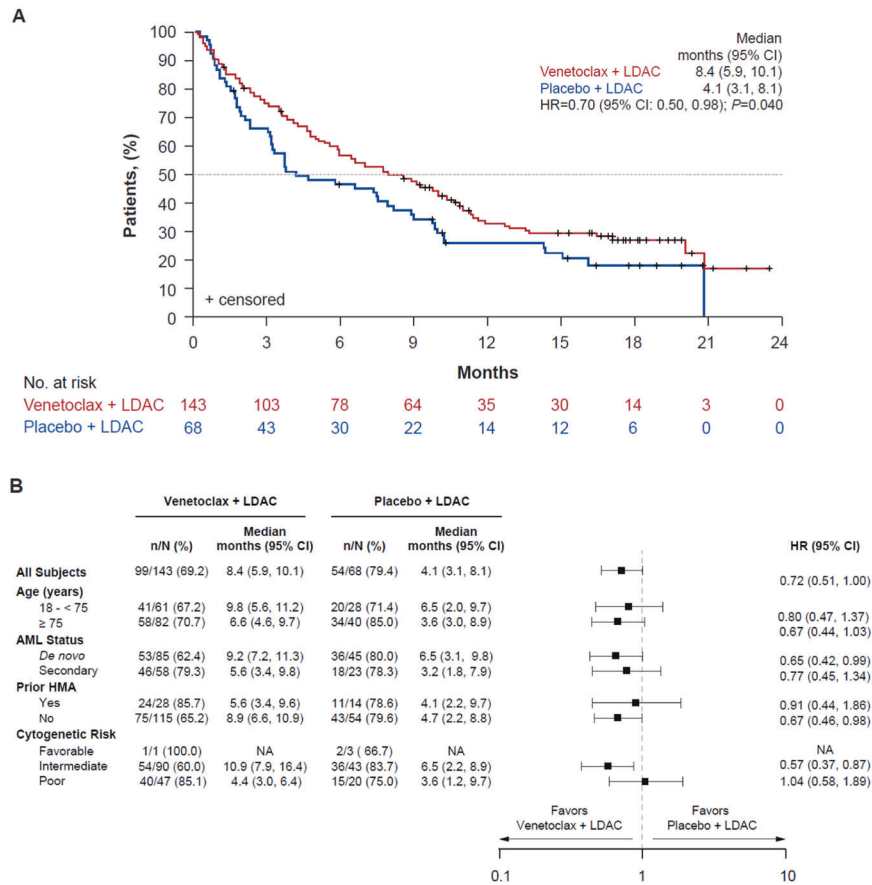 A
Median
months (95% CI)
Venetoclax + LDAC 8.4 (5.9, 10.1)
Placebo + LDAC 4.1 (3.1, 8.1)
HR=0.70 (95% CI: 0.50, 0.98); P=0.040
Patients, (%)
100
90
80
70
60
50
40
30
20
10
0
+ censored
0 3 6 9 12 15 18 21 24
Months
No. at risk
Venetoclax + LDAC 143 103 78 64 35 30 14 3 0
Placebo + LDAC 68 43 30 22 14 12 6 0 0
B
Venetoclax + LDAC Placebo + LDAC
n/N (%) Median months (95% CI) n/N (%) Median months (95% CI) HR (95% CI)
All Subjects 99/143 (69.2) 8.4 (5.9, 10.1) 54/68 (79.4) 4.1 (3.1, 8.1) 0.72 (0.51, 1.00)
Age (years)
18 - < 75 41/61 (67.2) 9.8 (5.6, 11.2) 20/28 (71.4) 6.5 (2.0, 9.7) 0.80 (0.47, 1.37)
≥ 75 58/82 (70.7) 6.6 (4.6, 9.7) 34/40 (85.0) 3.6 (3.0, 8.9) 0.67 (0.44, 1.03)
AML Status
De novo 53/85 (62.4) 9.2 (7.2, 11.3) 36/45 (80.0) 6.5 (3.1, 9.8) 0.65 (0.42, 0.99)
Secondary 46/58 (79.3) 5.6 (3.4, 9.8) 18/23 (78.3) 3.2 (1.8, 7.9) 0.77 (0.45, 1.34)
Prior HMA
Yes 24/28 (85.7) 5.6 (3.4, 9.6) 11/14 (78.6) 4.1 (2.2, 9.7) 0.91 (0.44, 1.86)
No 75/115 (65.2) 8.9 (6.6, 10.9) 43/54 (79.6) 4.7 (2.2, 8.8) 0.67 (0.46, 0.98)
Cytogenetic Risk
Favorable 1/1 (100.0) NA 2/3 ( 66.7) NA NA
Intermediate 54/90 (60.0) 10.9 (7.9, 16.4) 36/43 (83.7) 6.5 (2.2, 8.9) 0.57 (0.37, 0.87)
Poor 40/47 (85.1) 4.4 (3.0, 6.4) 15/20 (75.0) 3.6 (1.2, 9.7) 1.04 (0.58, 1.89)
Favors Venetoclax + LDAC Favors Placebo + LDAC
0.1 1 10